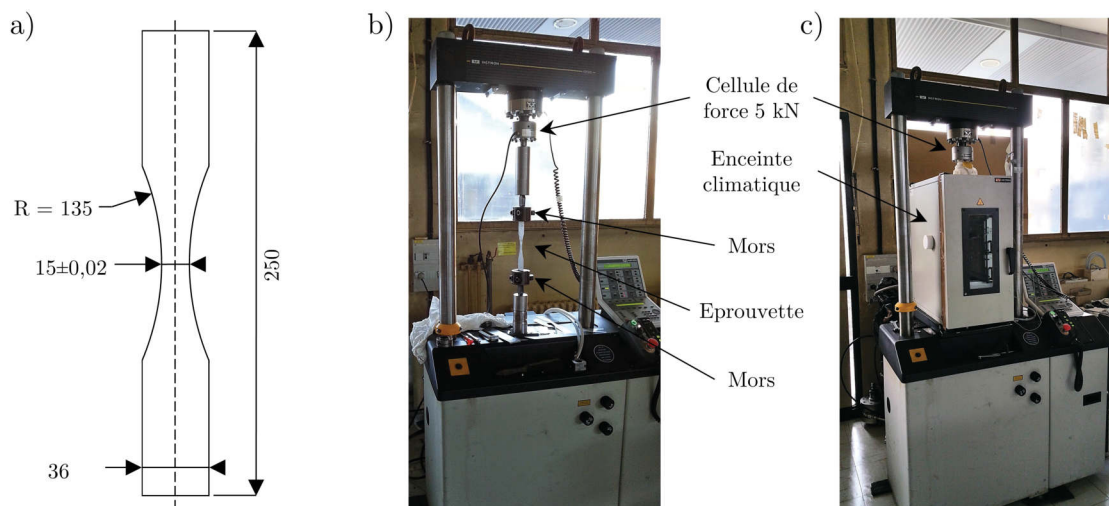 a)
R = 135
15±0,02
250
36
b)
Cellule de
force 5 kN
Enceinte
climatique
Mors
Eprouvette
Mors
c)